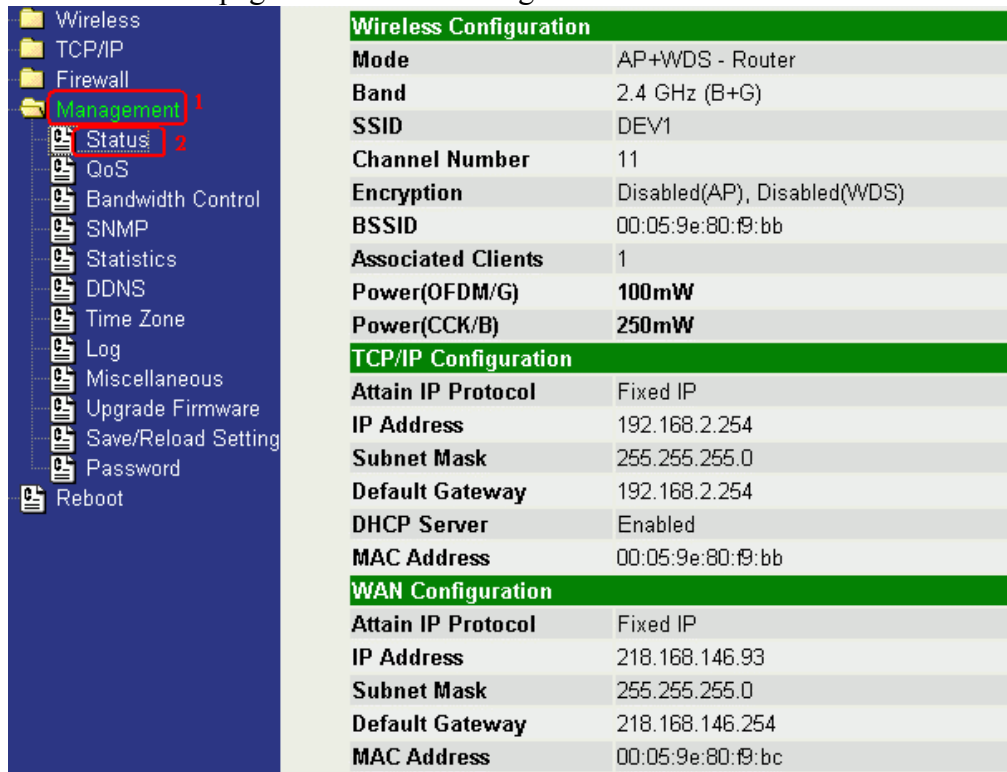 Wireless
TCP/IP
Firewall
Management 1
Status 2
QoS
Bandwidth Control
SNMP
Statistics
DDNS
Time Zone
Log
Miscellaneous
Upgrade Firmware
Save/Reload Setting
Password
Reboot
Wireless Configuration
Mode AP+WDS - Router
Band 2.4 GHz (B+G)
SSID DEV1
Channel Number 11
Encryption Disabled(AP), Disabled(WDS)
BSSID 00:05:9e:80:f9:bb
Associated Clients 1
Power(OFDM/G) 100mW
Power(CCK/B) 250mW
TCP/IP Configuration
Attain IP Protocol Fixed IP
IP Address 192.168.2.254
Subnet Mask 255.255.255.0
Default Gateway 192.168.2.254
DHCP Server Enabled
MAC Address 00:05:9e:80:f9:bb
WAN Configuration
Attain IP Protocol Fixed IP
IP Address 218.168.146.93
Subnet Mask 255.255.255.0
Default Gateway 218.168.146.254
MAC Address 00:05:9e:80:f9:bc